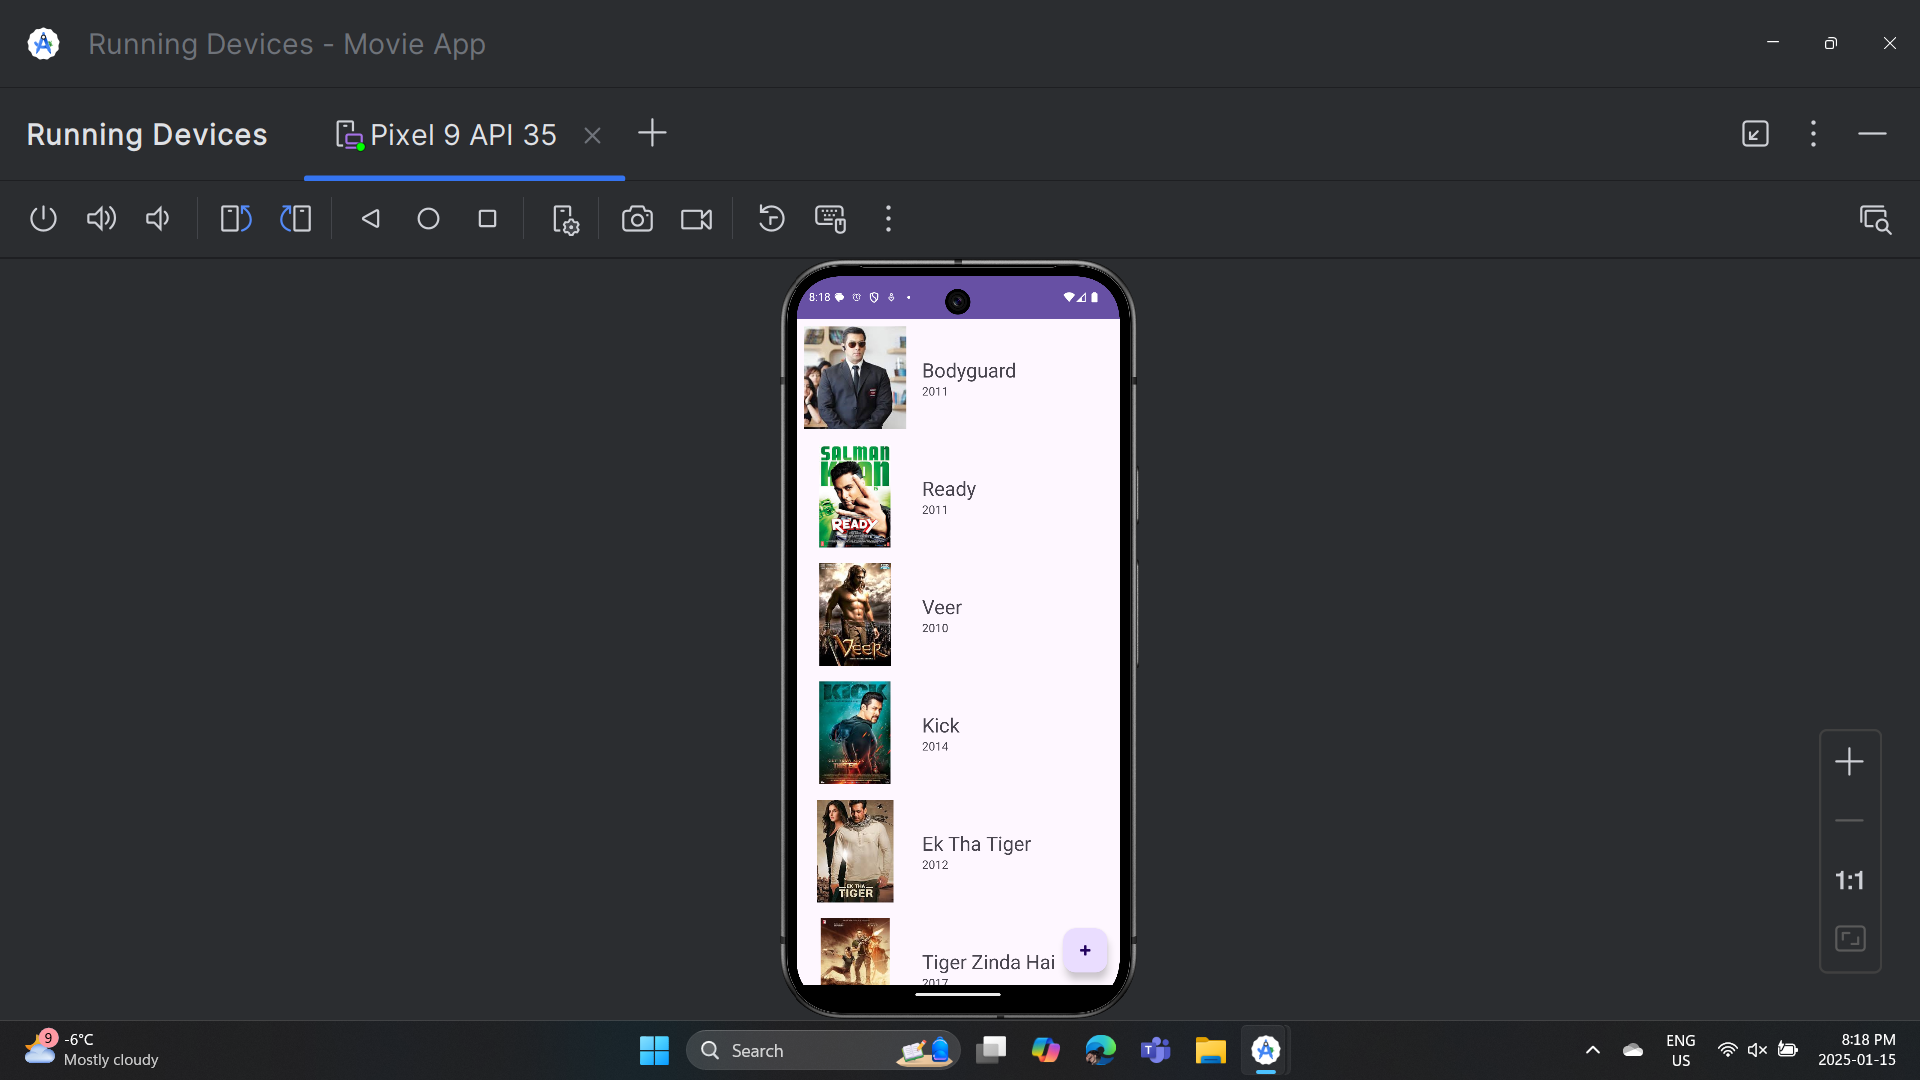 Running Devices - Movie App
Running Devices
Pixel 9 API 35
8:18
Bodyguard
2011
SALMAN
KHAN
READY
Ready
2011
VEER
Veer
2010
KICK
Kick
2014
EK THA
TIGER
Ek Tha Tiger
2012
Tiger Zinda Hai
2017
+
1:1
9
-6°C
Mostly cloudy
Search
T
ENG
US
8:18 PM
2025-01-15